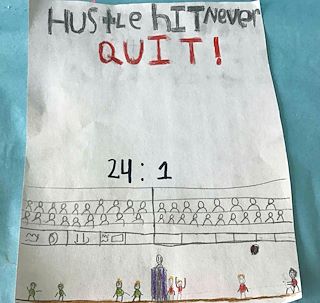 HUStLe hIT Never
QUIT!
24 : 1